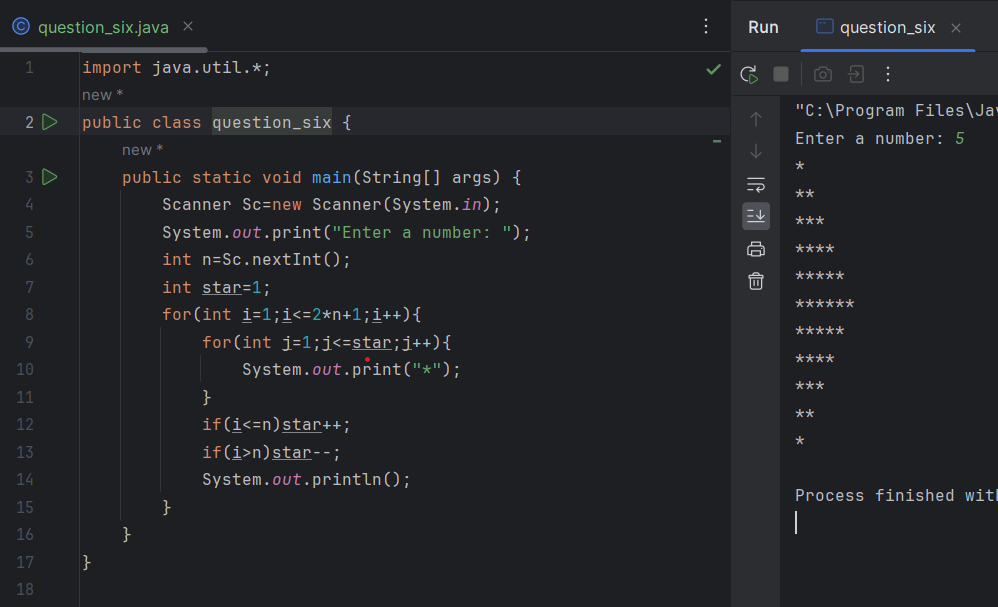 question_six.java
1 import java.util.*;
new *
2 public class question_six {
new *
3 public static void main(String[] args) {
4 Scanner Sc=new Scanner(System.in);
5 System.out.print("Enter a number: ");
6 int n=Sc.nextInt();
7 int star=1;
8 for(int i=1;i<=2*n+1;i++){
9 for(int j=1;j<=star;j++){
10 System.out.print("*");
11 }
12 if(i<=n)star++;
13 if(i>n)star--;
14 System.out.println();
15 }
16 }
17 }
18
Run question_six
"C:\Program Files\Jav
Enter a number: 5
*
**
***
****
*****
******
*****
****
***
**
*
Process finished with